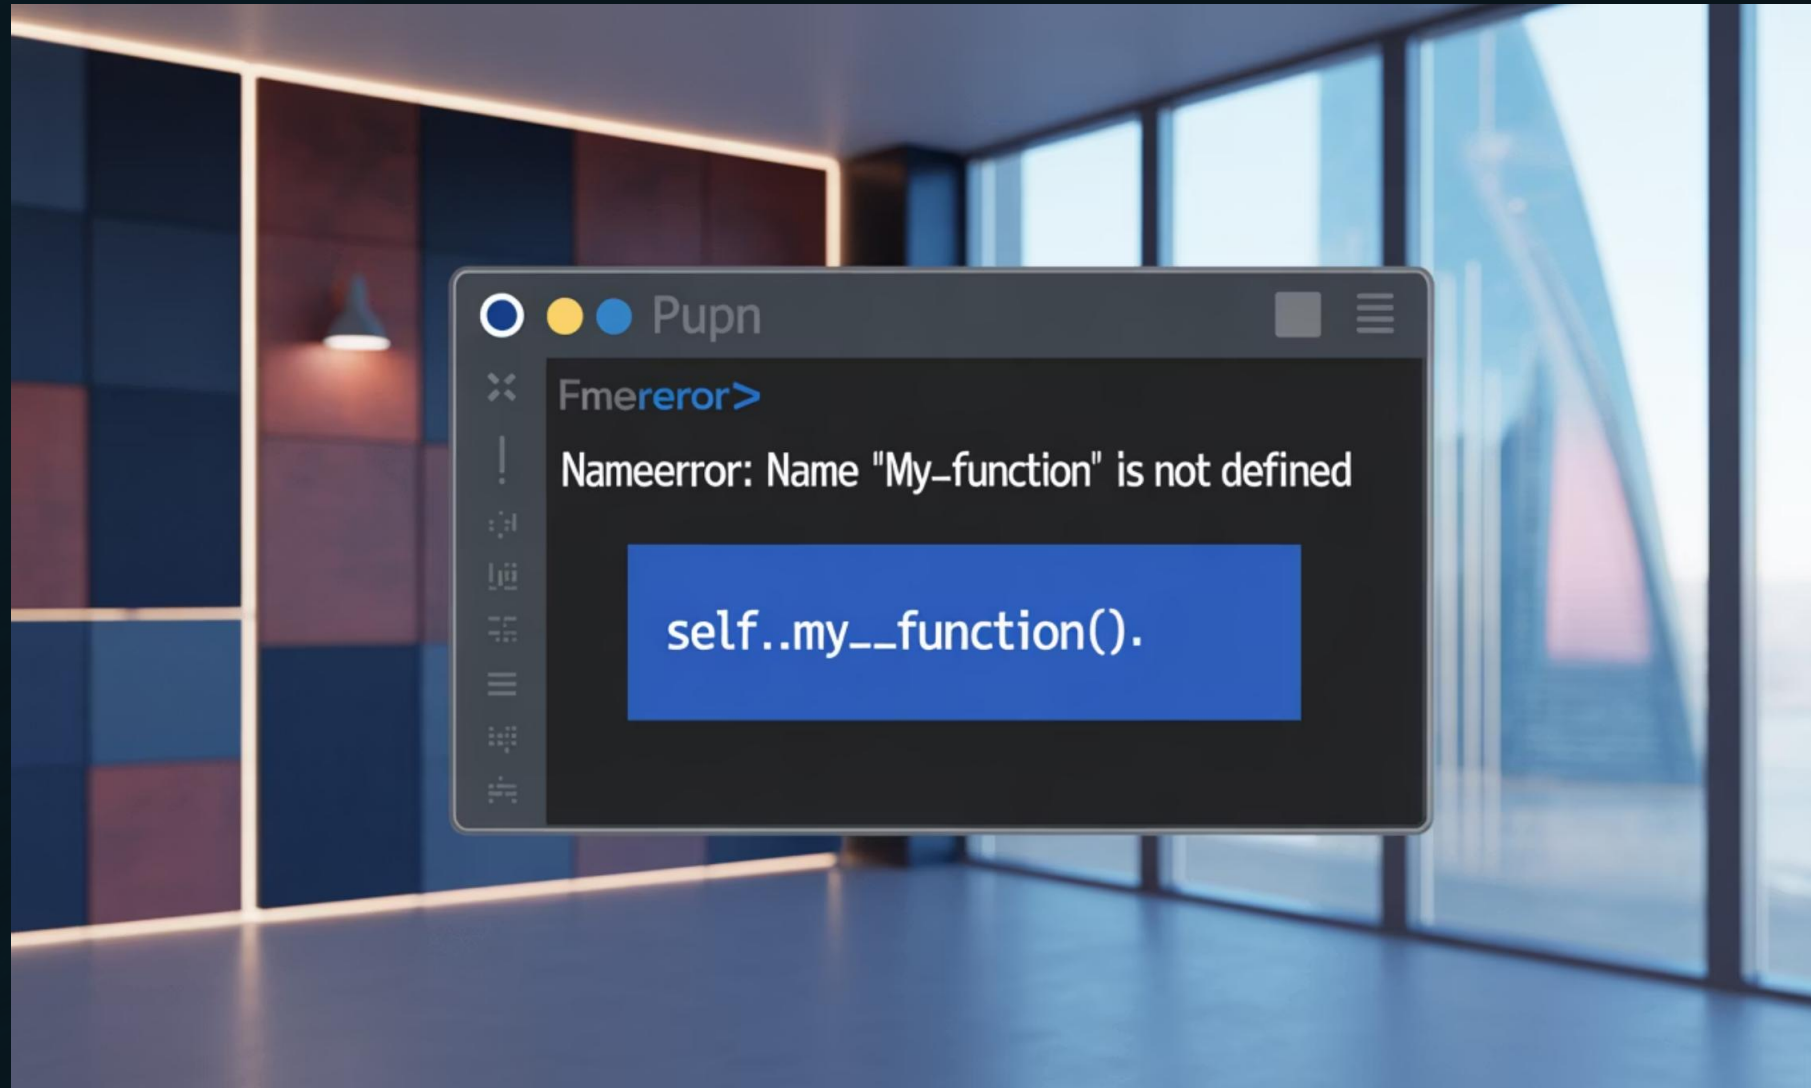 Pupn
Fmereror>
Nameerror: Name "My-function" is not defined
self..my__function().